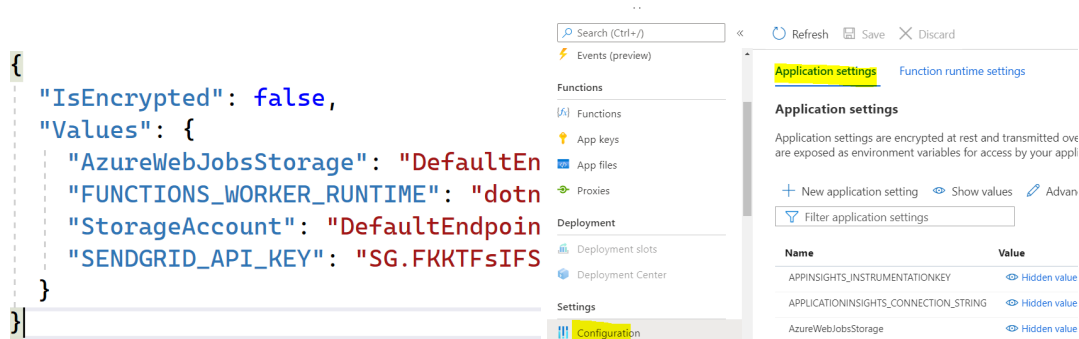 {
"IsEncrypted": false,
"Values": {
"AzureWebJobsStorage": "DefaultEn
"FUNCTIONS_WORKER_RUNTIME": "dotn
"StorageAccount": "DefaultEndpoin
"SENDGRID_API_KEY": "SG.FKKTFsIFS
}
}
Search (Ctrl+/)
«
Events (preview)
Functions
Functions
App keys
App files
Proxies
Deployment
Deployment slots
Deployment Center
Settings
Configuration
Refresh Save Discard
Application settings Function runtime settings
Application settings
Application settings are encrypted at rest and transmitted ove
are exposed as environment variables for access by your appli
New application setting Show values Advan
Filter application settings
Name Value
APPINSIGHTS_INSTRUMENTATIONKEY Hidden value
APPLICATIONINSIGHTS_CONNECTION_STRING Hidden value
AzureWebJobsStorage Hidden value